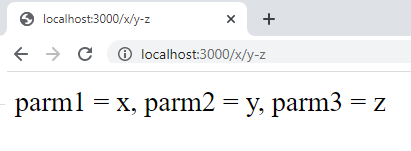 localhost:3000/x/y-z
localhost:3000/x/y-z
parm1 = x, parm2 = y, parm3 = z